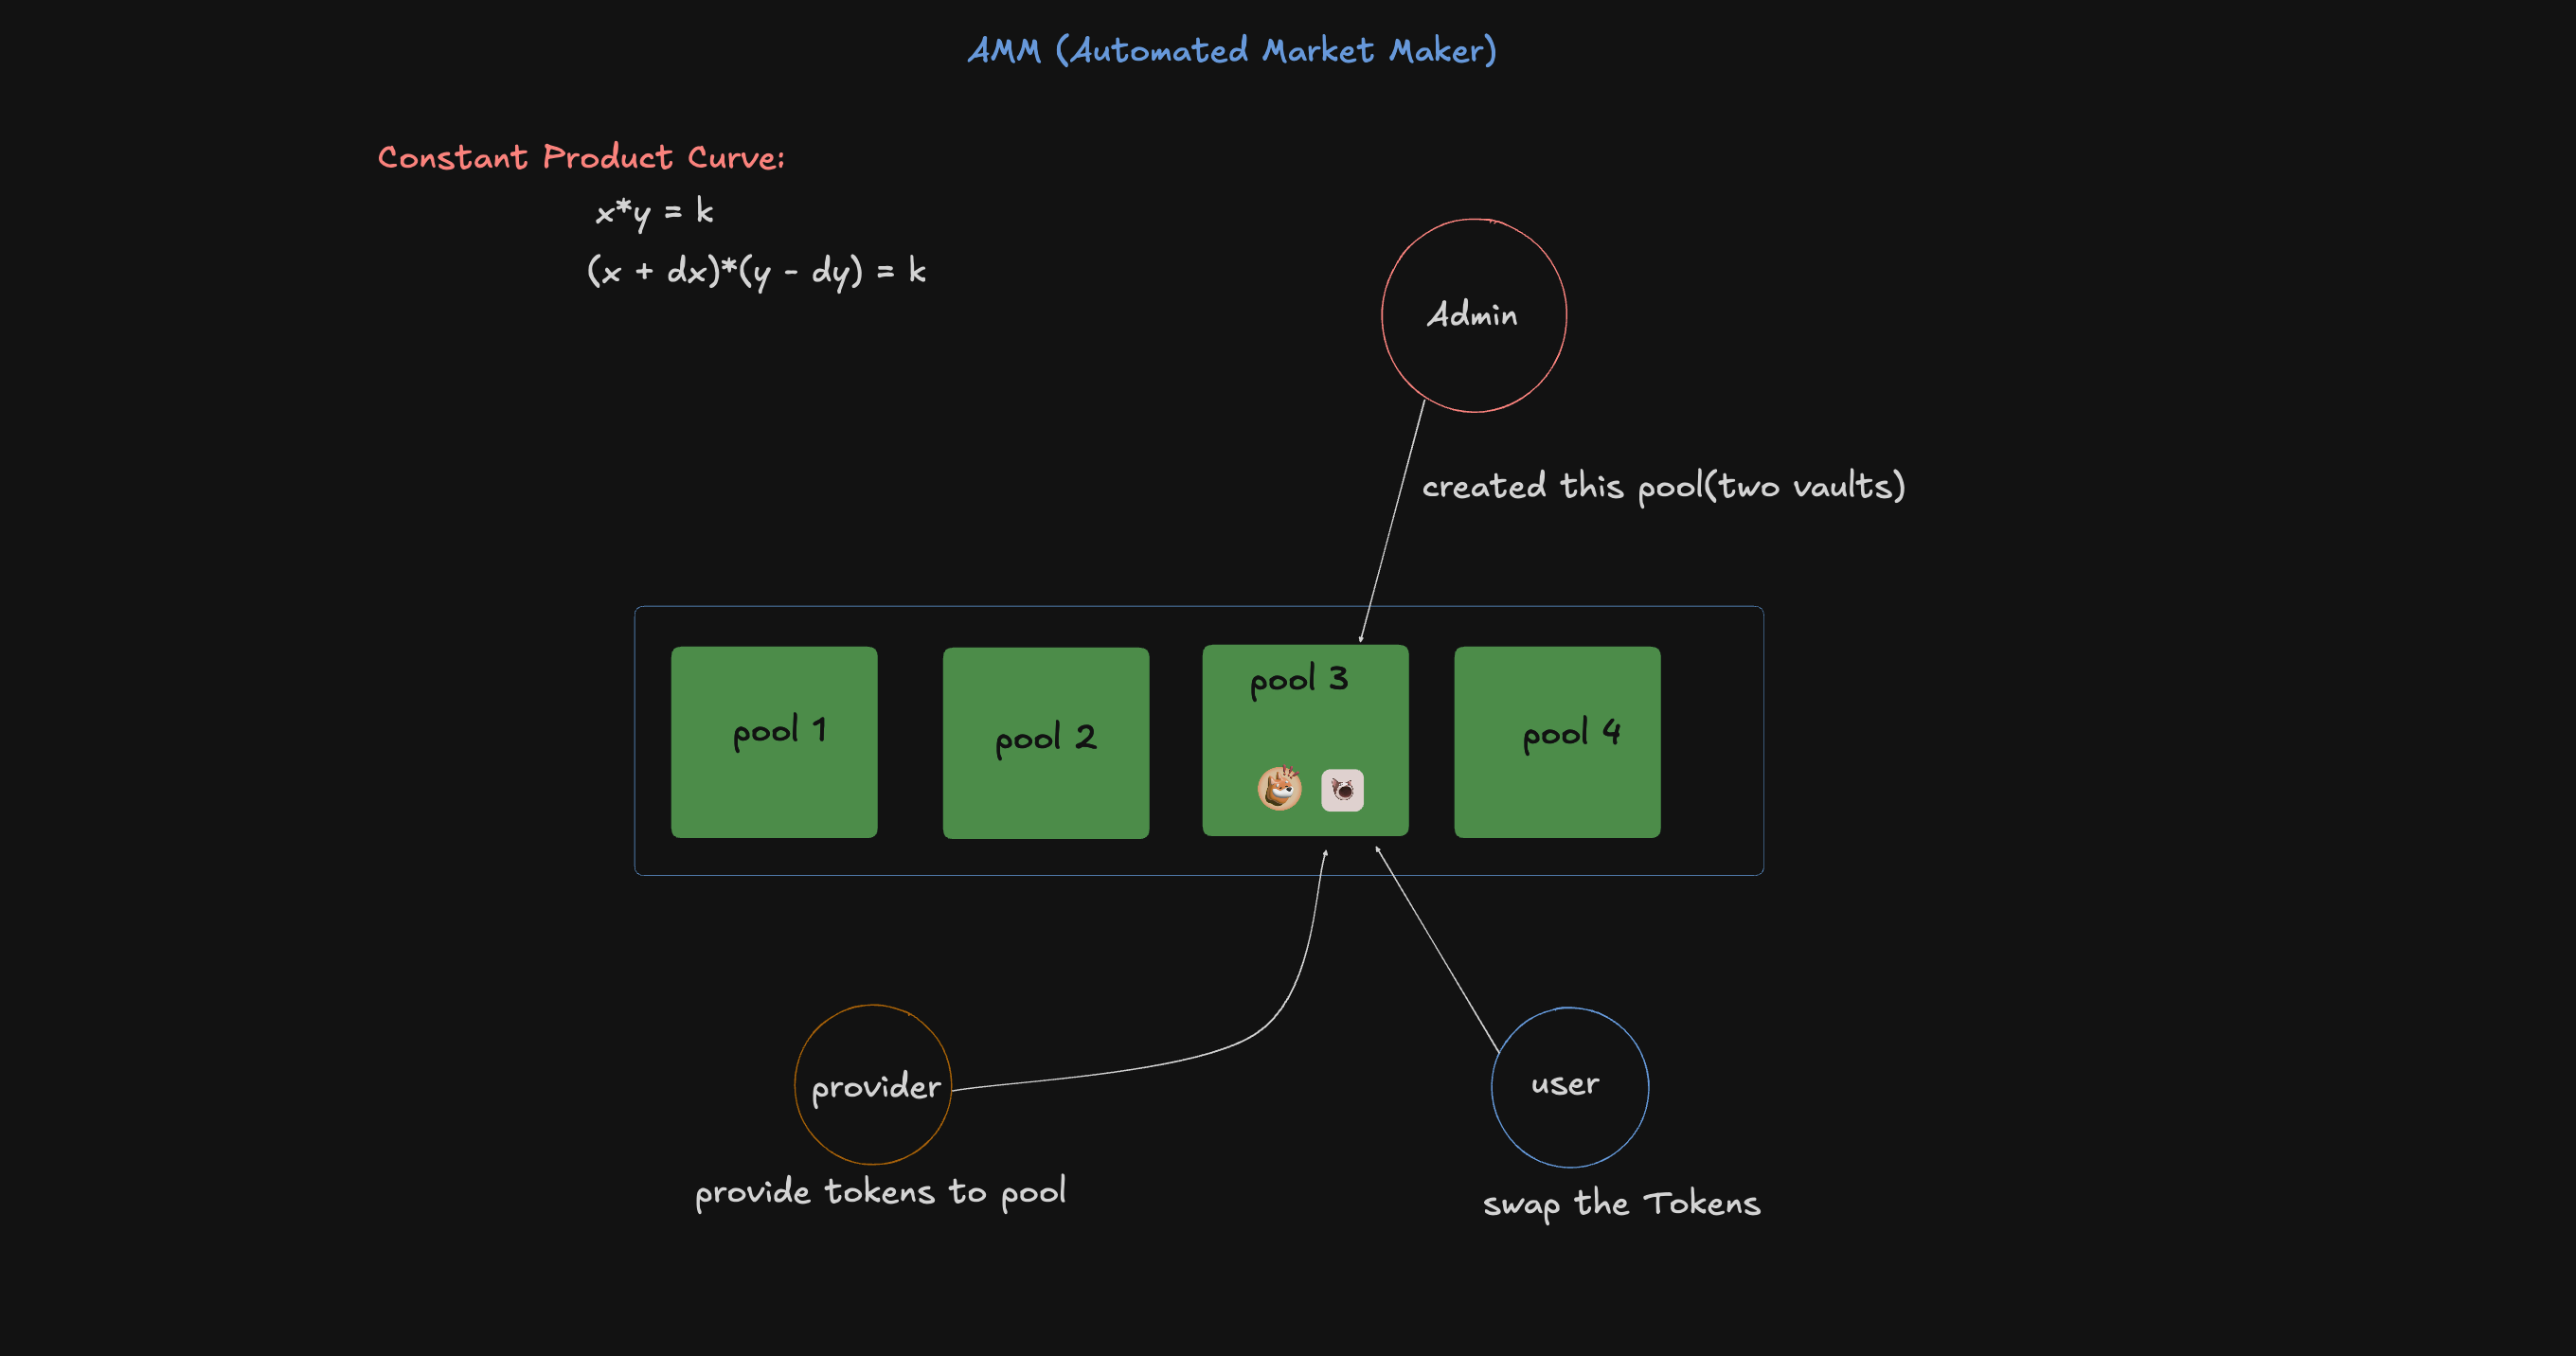 AMM (Automated Market Maker)
Constant Product Curve:
x*y = k
(x + dx)*(y - dy) = k
Admin
created this pool(two vaults)
pool 1
pool 2
pool 3
pool 4
provider
provide tokens to pool
user
swap the Tokens